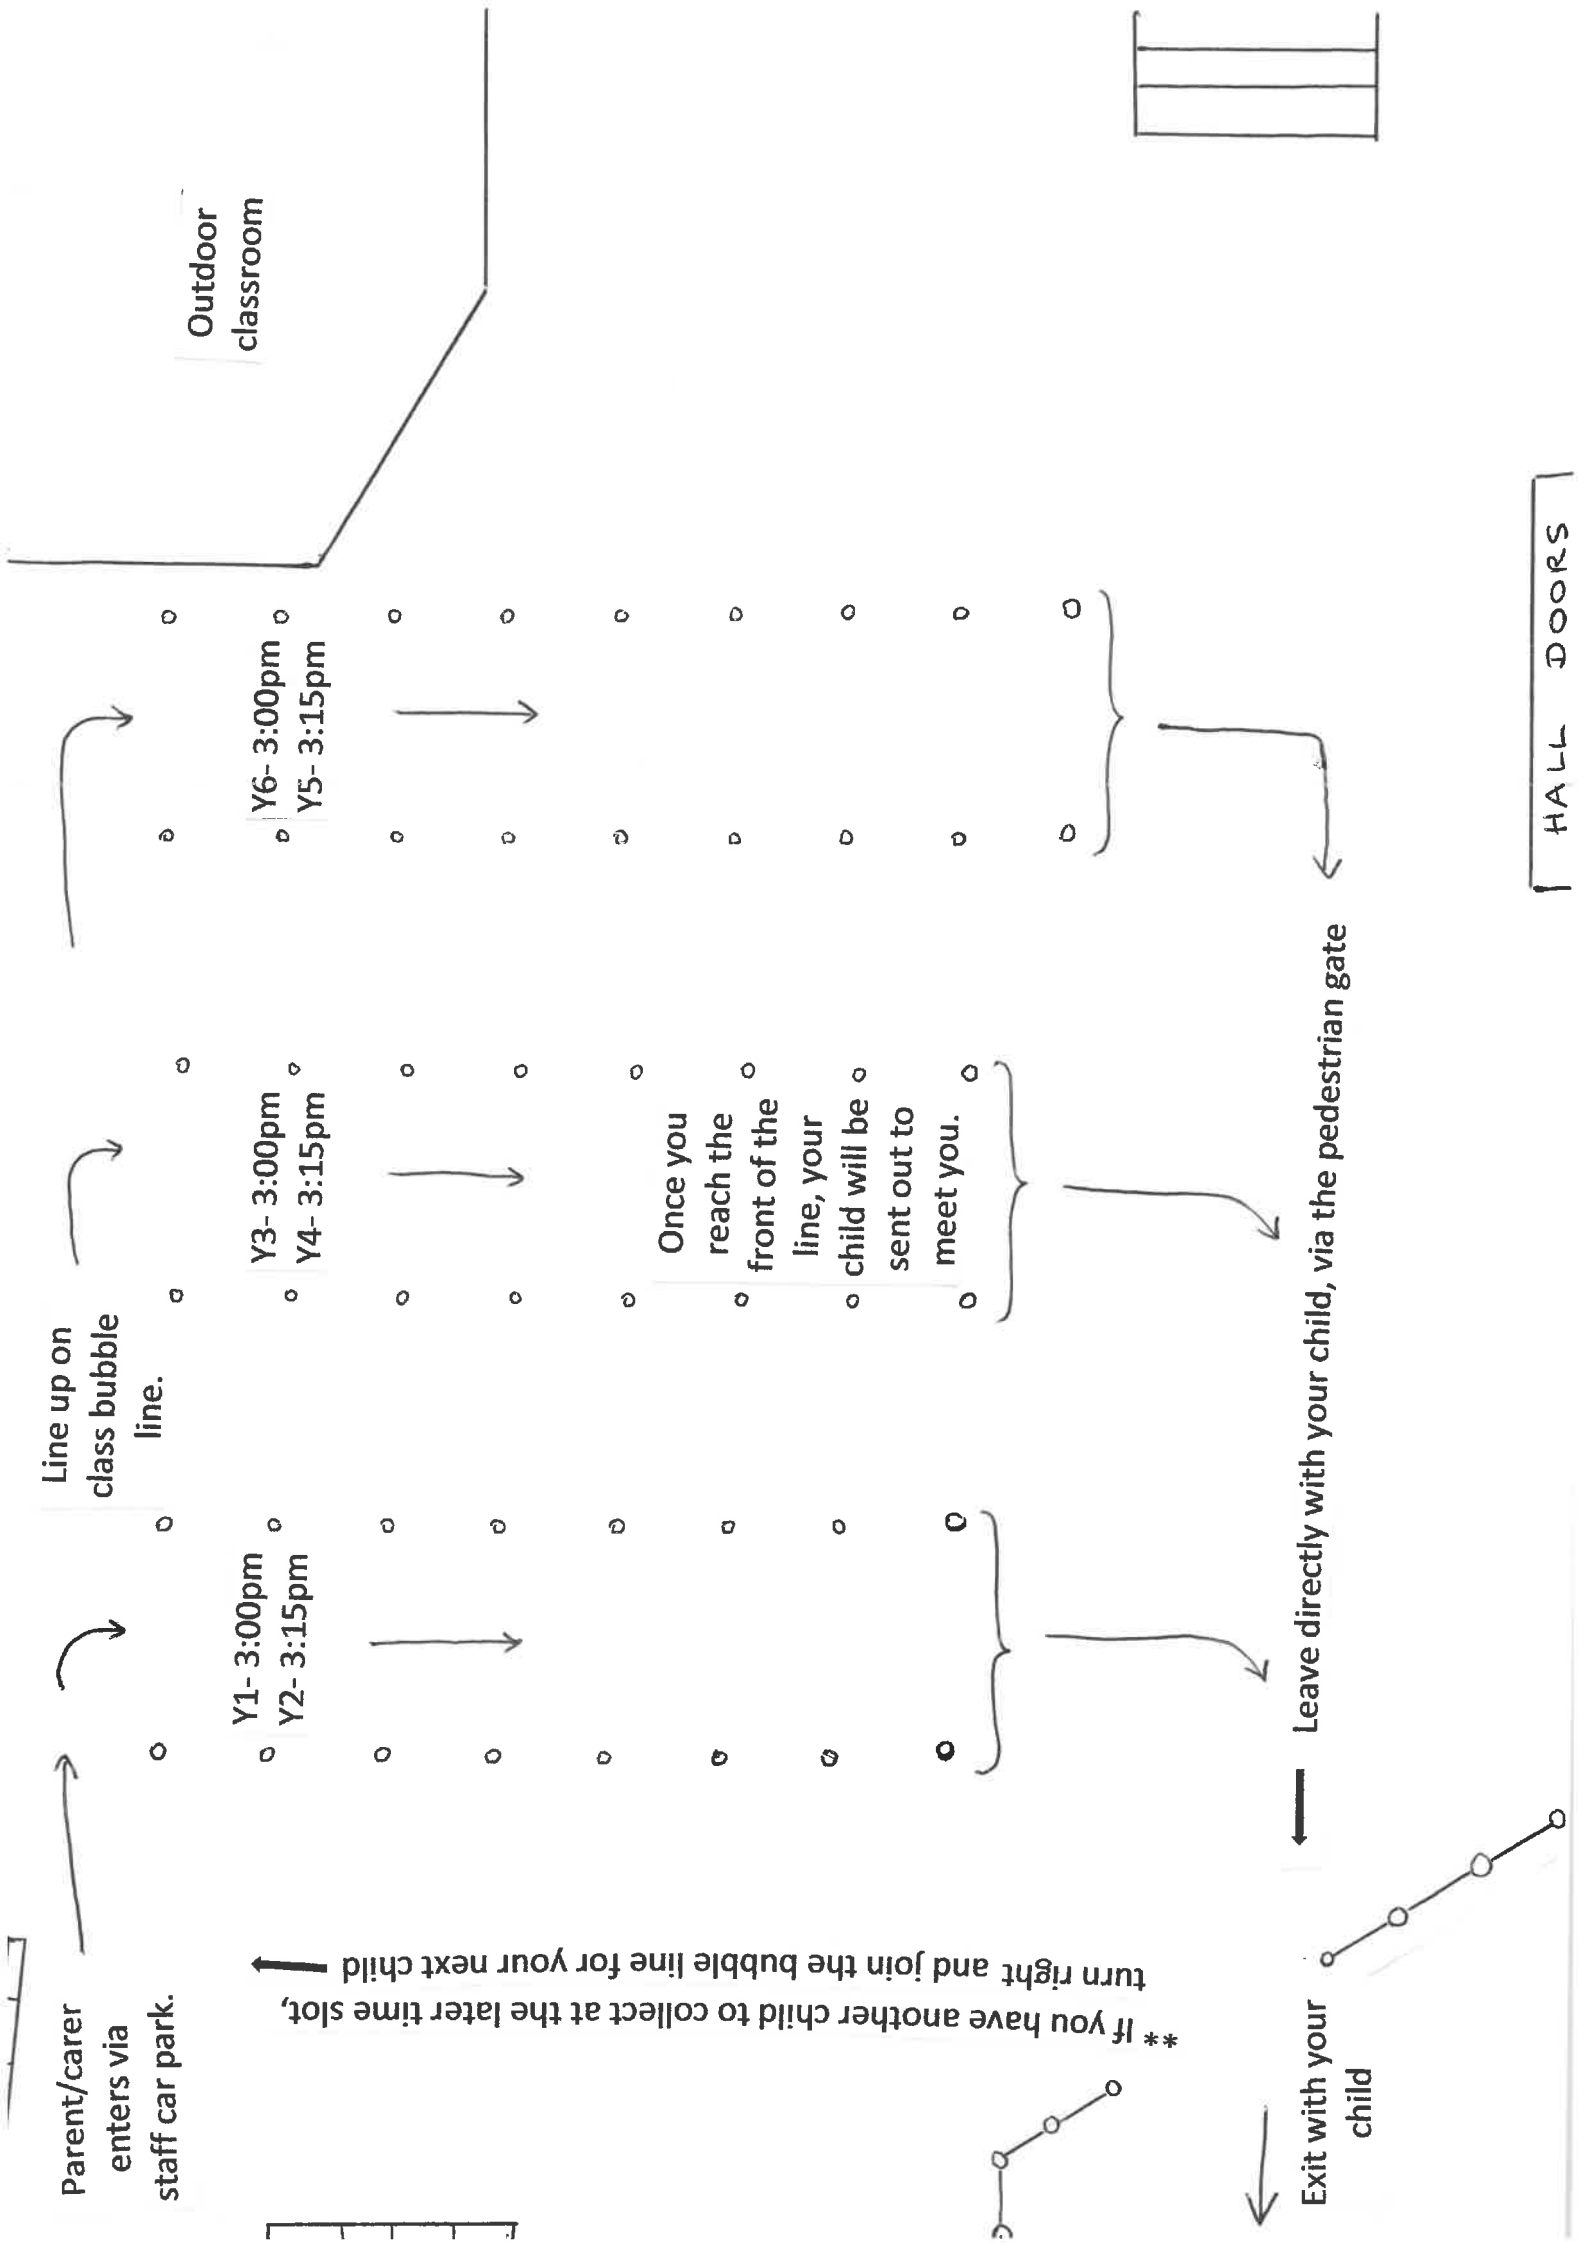 Parent/carer
enters via
staff car park.
Line up on
class bubble
line.
Outdoor
classroom
Y1- 3:00pm
Y2- 3:15pm
Y3- 3:00pm
Y4- 3:15pm
Y6- 3:00pm
Y5- 3:15pm
Once you
reach the
front of the
line, your
child will be
sent out to
meet you.
** If you have another child to collect at the later time slot,
turn right and join the bubble line for your next child
Leave directly with your child, via the pedestrian gate
Exit with your
child
HALL DOORS